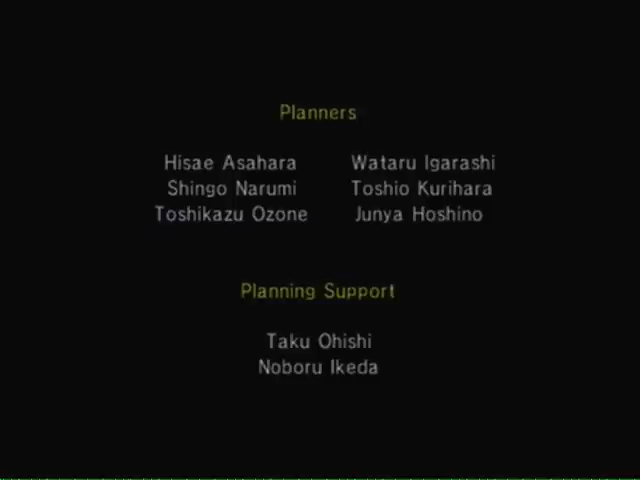 Planners
Hisae Asahara Wataru Igarashi
Shingo Narumi Toshio Kurihara
Toshikazu Ozone Junya Hoshino
Planning Support
Taku Ohishi
Noboru Ikeda